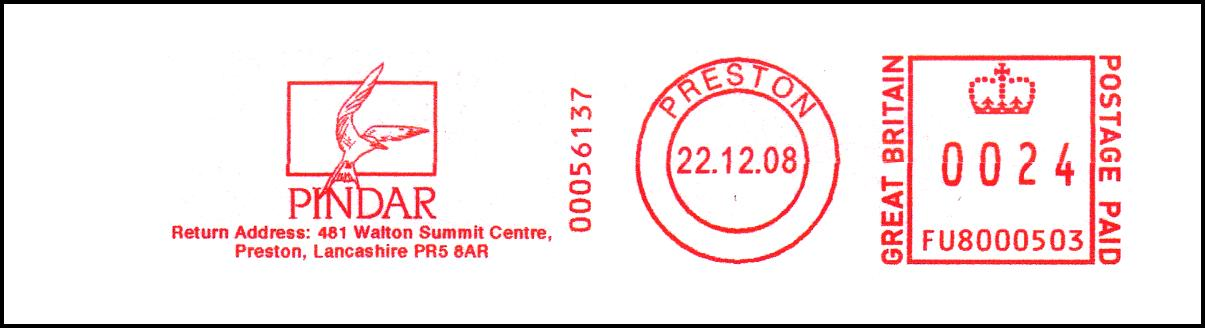 PINDAR
Return Address: 481 Walton Summit Centre,
Preston, Lancashire PR5 8AR
00056137
PRESTON
22.12.08
GREAT BRITAIN
0024
FU8000503
POSTAGE PAID